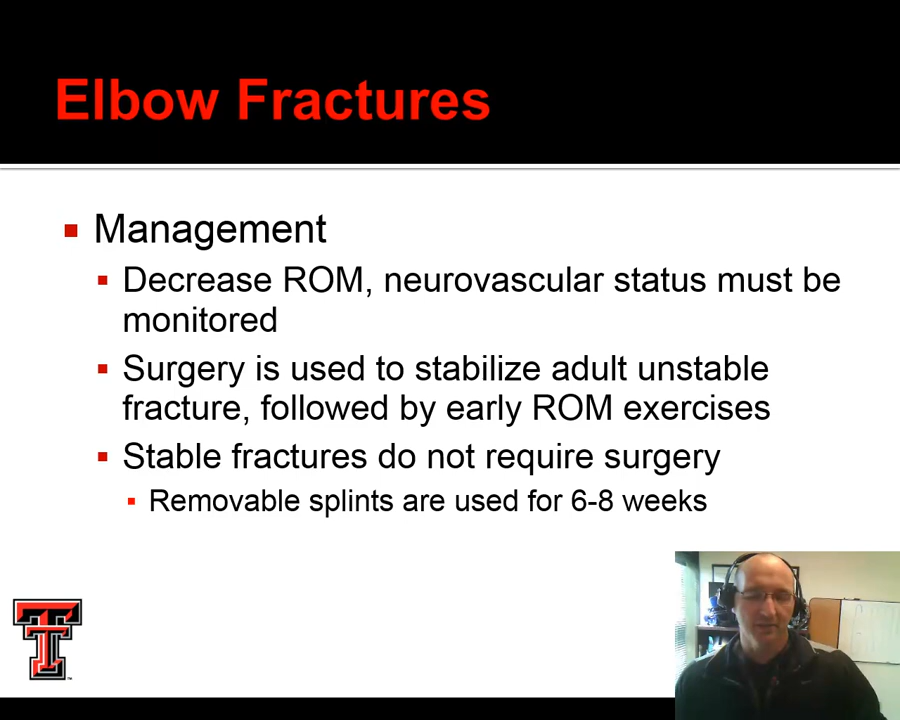 Elbow Fractures
Management
Decrease ROM, neurovascular status must be
monitored
Surgery is used to stabilize adult unstable
fracture, followed by early ROM exercises
Stable fractures do not require surgery
Removable splints are used for 6-8 weeks